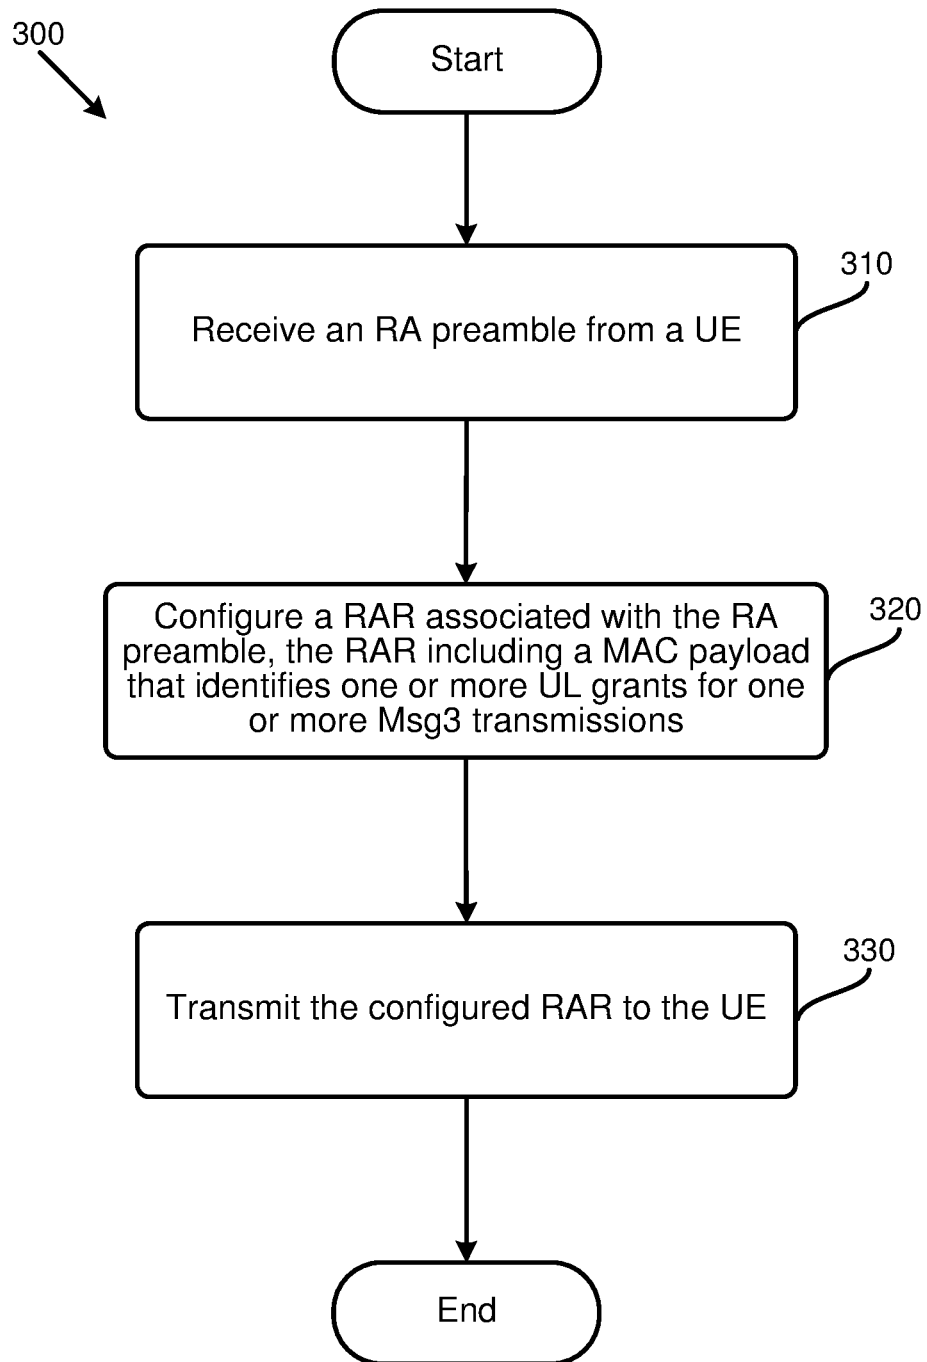 300
Start
310
Receive an RA preamble from a UE
320
Configure a RAR associated with the RA
preamble, the RAR including a MAC payload
that identifies one or more UL grants for one
or more Msg3 transmissions
330
Transmit the configured RAR to the UE
End